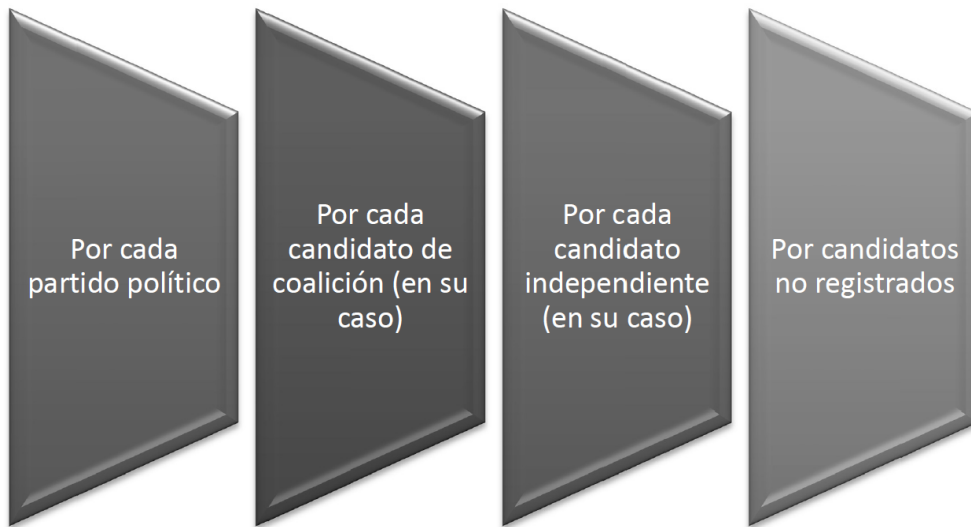 Por cada
partido político
Por cada
candidato de
coalición (en su
caso)
Por cada
candidato
independiente
(en su caso)
Por candidatos
no registrados